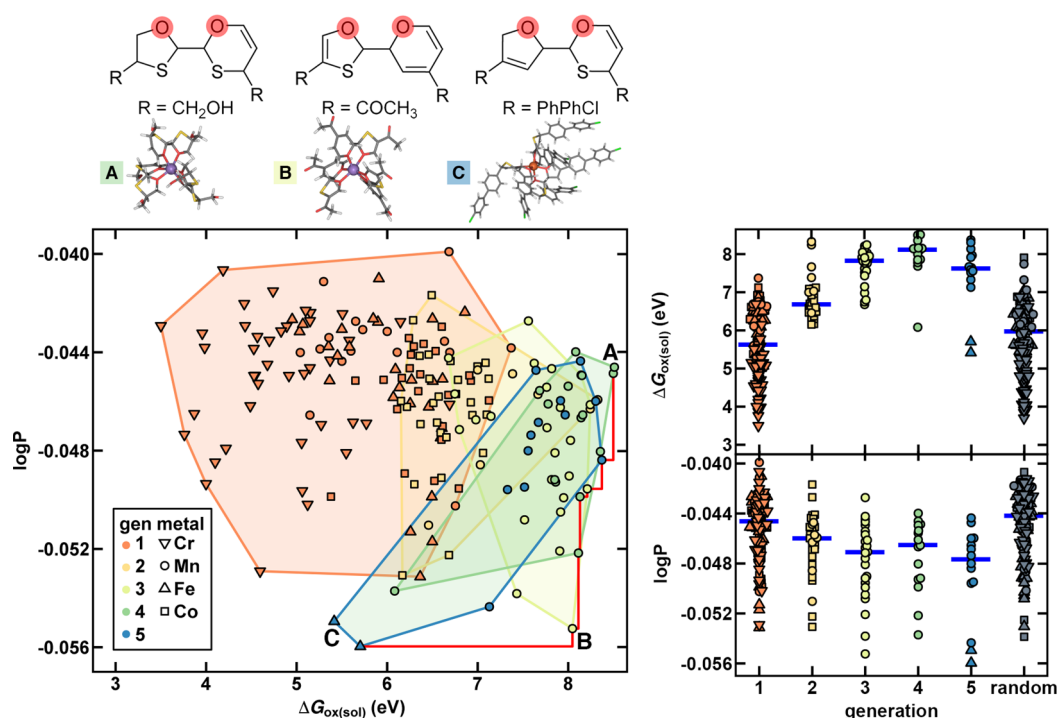 O O O O O O
R S S R
R S R
R S R
R = CH₂OH R = COCH₃ R = PhPhCl
A B C
-0.040
-0.044
-0.048
-0.052
-0.056
logP
3 4 5 6 7 8
ΔG_ox(sol) (eV)
A
B
C
gen metal
1 Cr
2 Mn
3 Fe
4 Co
5
8
7
6
5
4
3
ΔG_ox(sol) (eV)
-0.040
-0.044
-0.048
-0.052
-0.056
logP
1 2 3 4 5 random
generation